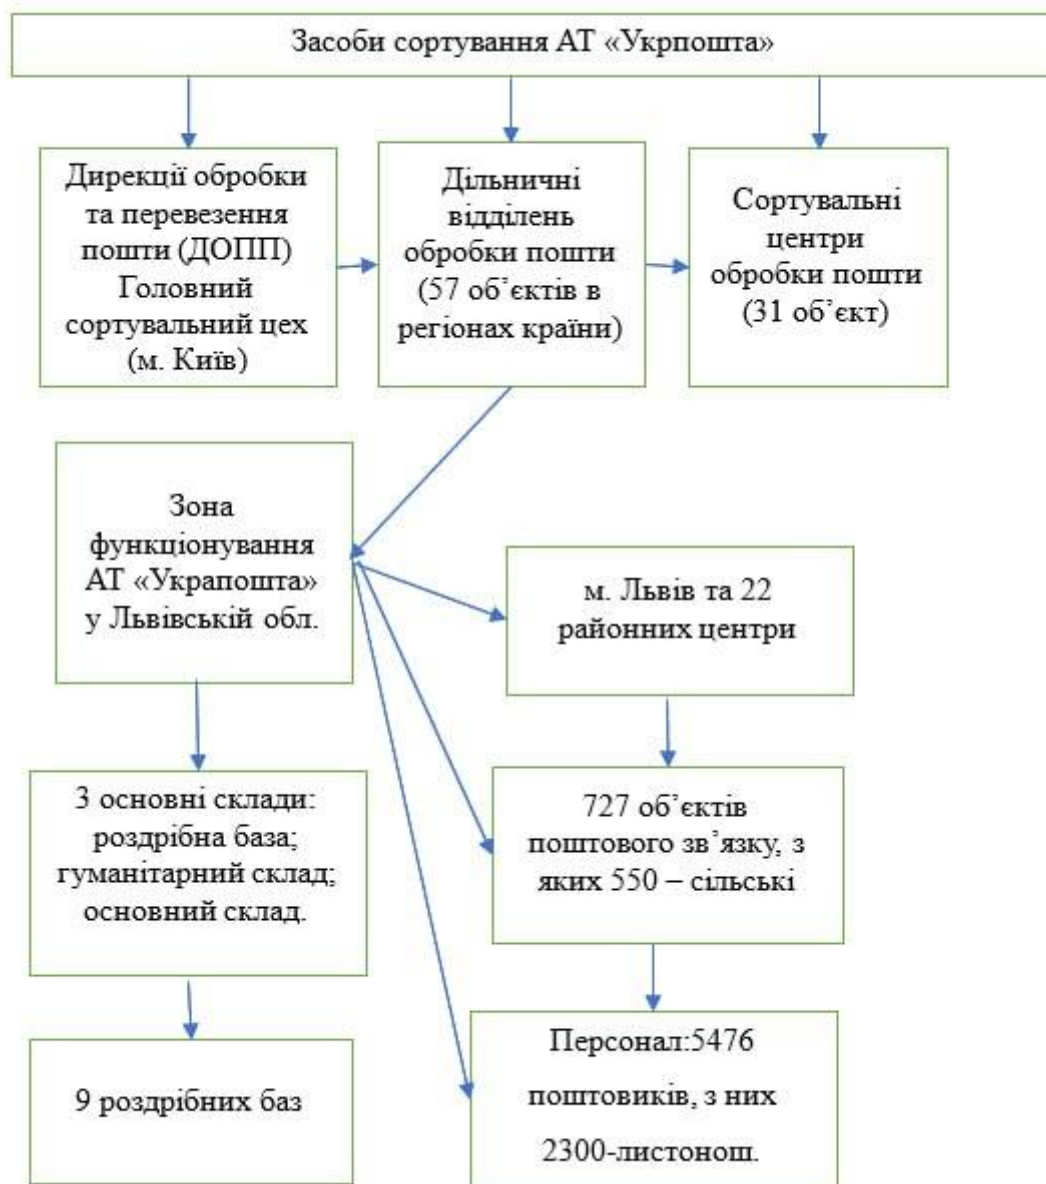 Засоби сортування АТ «Укрпошта»
Дирекції обробки
та перевезення
пошти (ДОПП)
Головний
сортувальний цех
(м. Київ)
Дільничні
відділень
обробки пошти
(57 об’єктів в
регіонах країни)
Сортувальні
центри
обробки пошти
(31 об’єкт)
Зона
функціонування
АТ «Украпошта»
у Львівській обл.
м. Львів та 22
районних центри
3 основні склади:
роздрібна база;
гуманітарний склад;
основний склад.
727 об’єктів
поштового зв’язку, з
яких 550 – сільські
9 роздрібних баз
Персонал:5476
поштовиків, з них
2300-листонош.